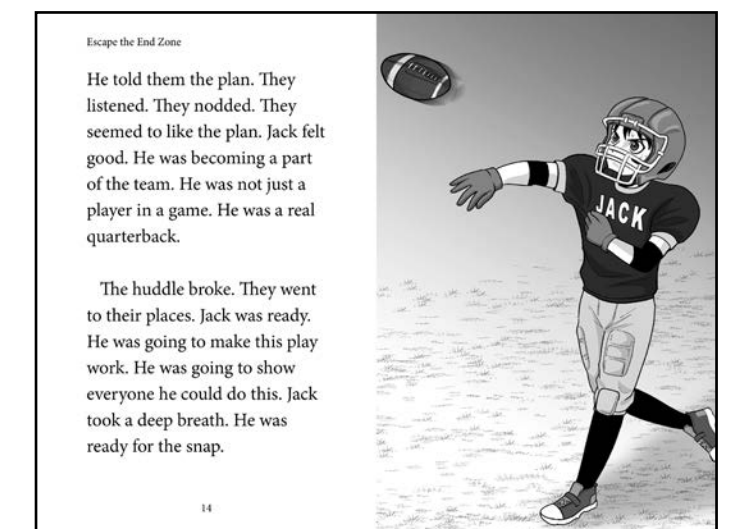 Escape the End Zone
He told them the plan. They
listened. They nodded. They
seemed to like the plan. Jack felt
good. He was becoming a part
of the team. He was not just a
player in a game. He was a real
quarterback.
The huddle broke. They went
to their places. Jack was ready.
He was going to make this play
work. He was going to show
everyone he could do this. Jack
took a deep breath. He was
ready for the snap.
14
JACK